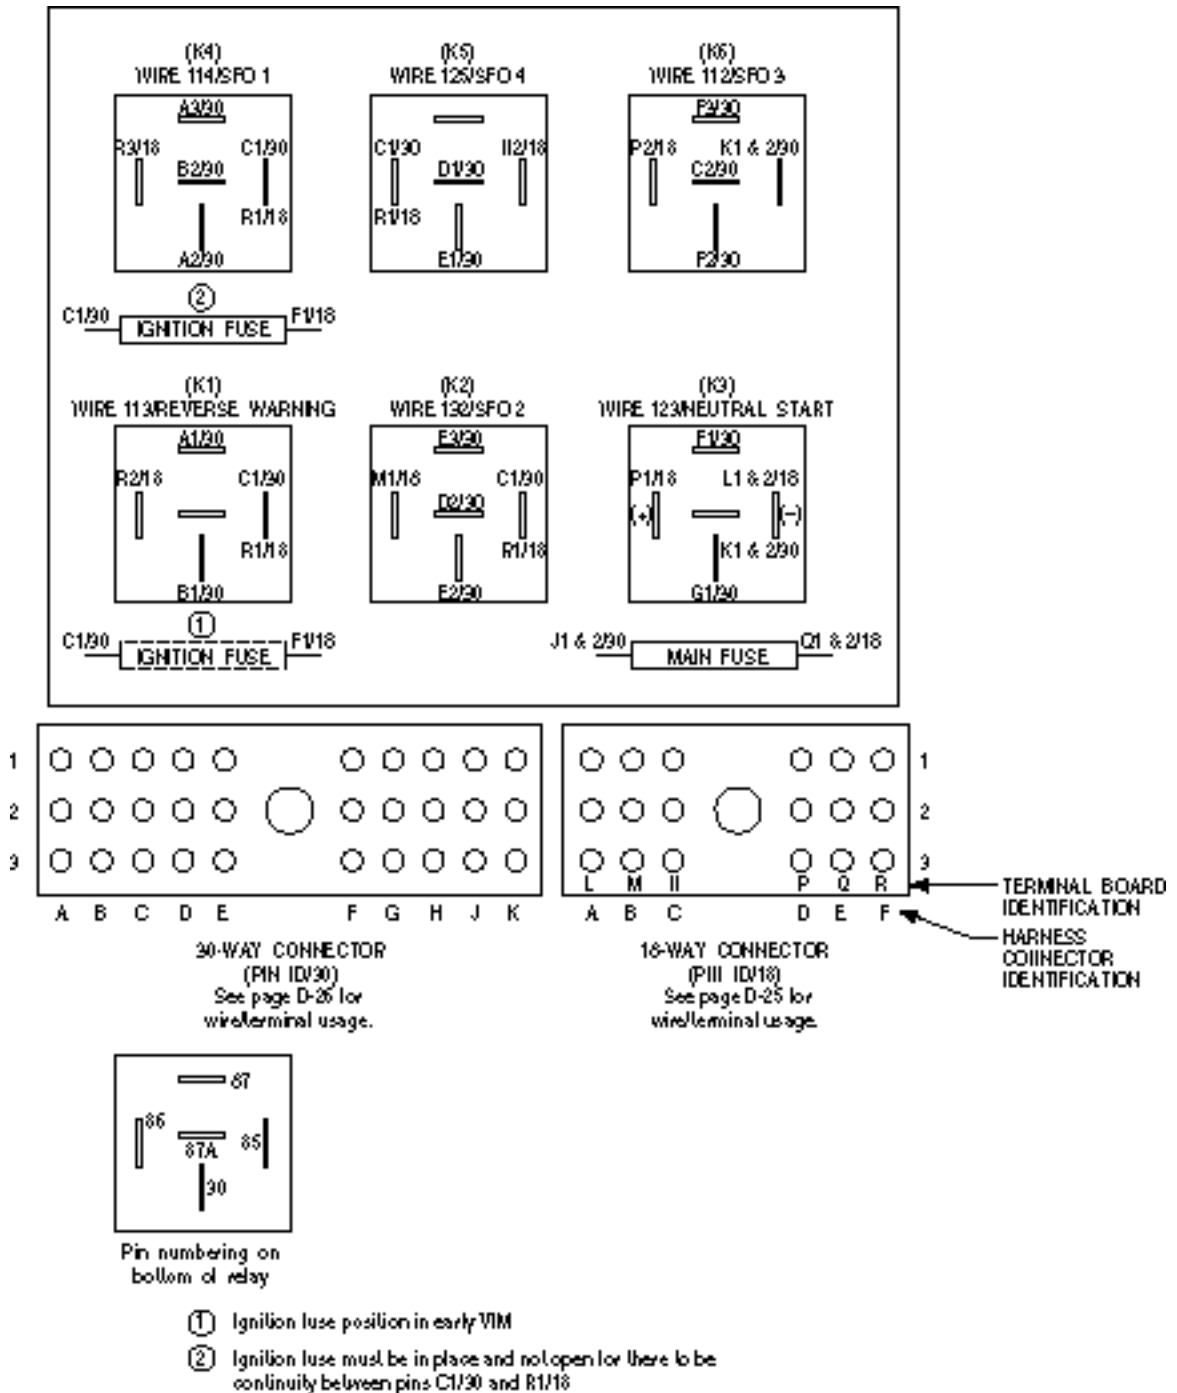 (K4)
WIRE 114/SFO 1
(K5)
WIRE 125/SFO 4
(K6)
WIRE 112/SFO 3
A3/30
R3/18
C1/30
B2/30
R1/18
A2/30
C1/30
N2/18
D1/30
R1/18
E1/30
F3/30
P2/18
K1 & 2/30
C2/30
F2/30
2
C1/30
IGNITION FUSE
F1/18
(K1)
WIRE 113/REVERSE WARNING
(K2)
WIRE 132/SFO 2
(K3)
WIRE 123/NEUTRAL START
A1/30
R2/18
C1/30
R1/18
B1/30
E3/30
M1/18
C1/30
D2/30
R1/18
E2/30
F1/30
P1/18
L1 & 2/18
(+)
(–)
K1 & 2/30
G1/30
1
C1/30
IGNITION FUSE
F1/18
J1 & 2/30
MAIN FUSE
Q1 & 2/18
1
2
3
A B C D E F G H J K
30-WAY CONNECTOR
(PIN ID/30)
See page D-26 for
wire/terminal usage.
1
2
3
L M N P Q R
A B C D E F
18-WAY CONNECTOR
(PIN ID/18)
See page D-25 for
wire/terminal usage.
TERMINAL BOARD
IDENTIFICATION
HARNESS
CONNECTOR
IDENTIFICATION
87
86
87A
85
30
Pin numbering on
bottom of relay
1 Ignition fuse position in early VIM
2 Ignition fuse must be in place and not open for there to be
continuity between pins C1/30 and R1/18